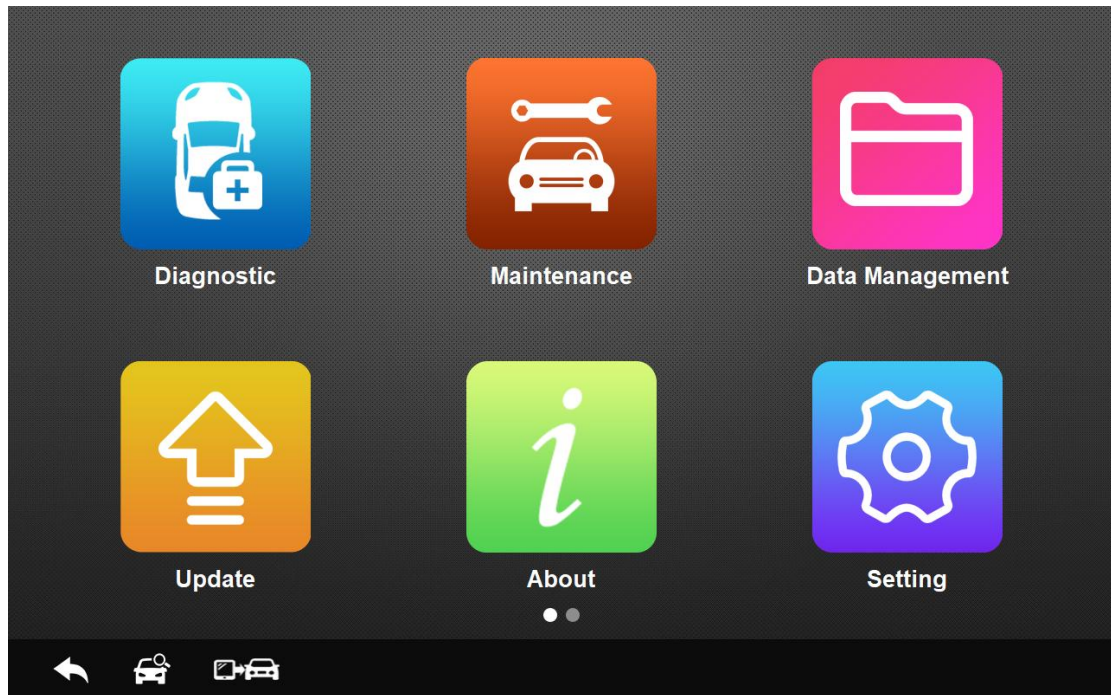 Diagnostic
Maintenance
Data Management
Update
About
Setting